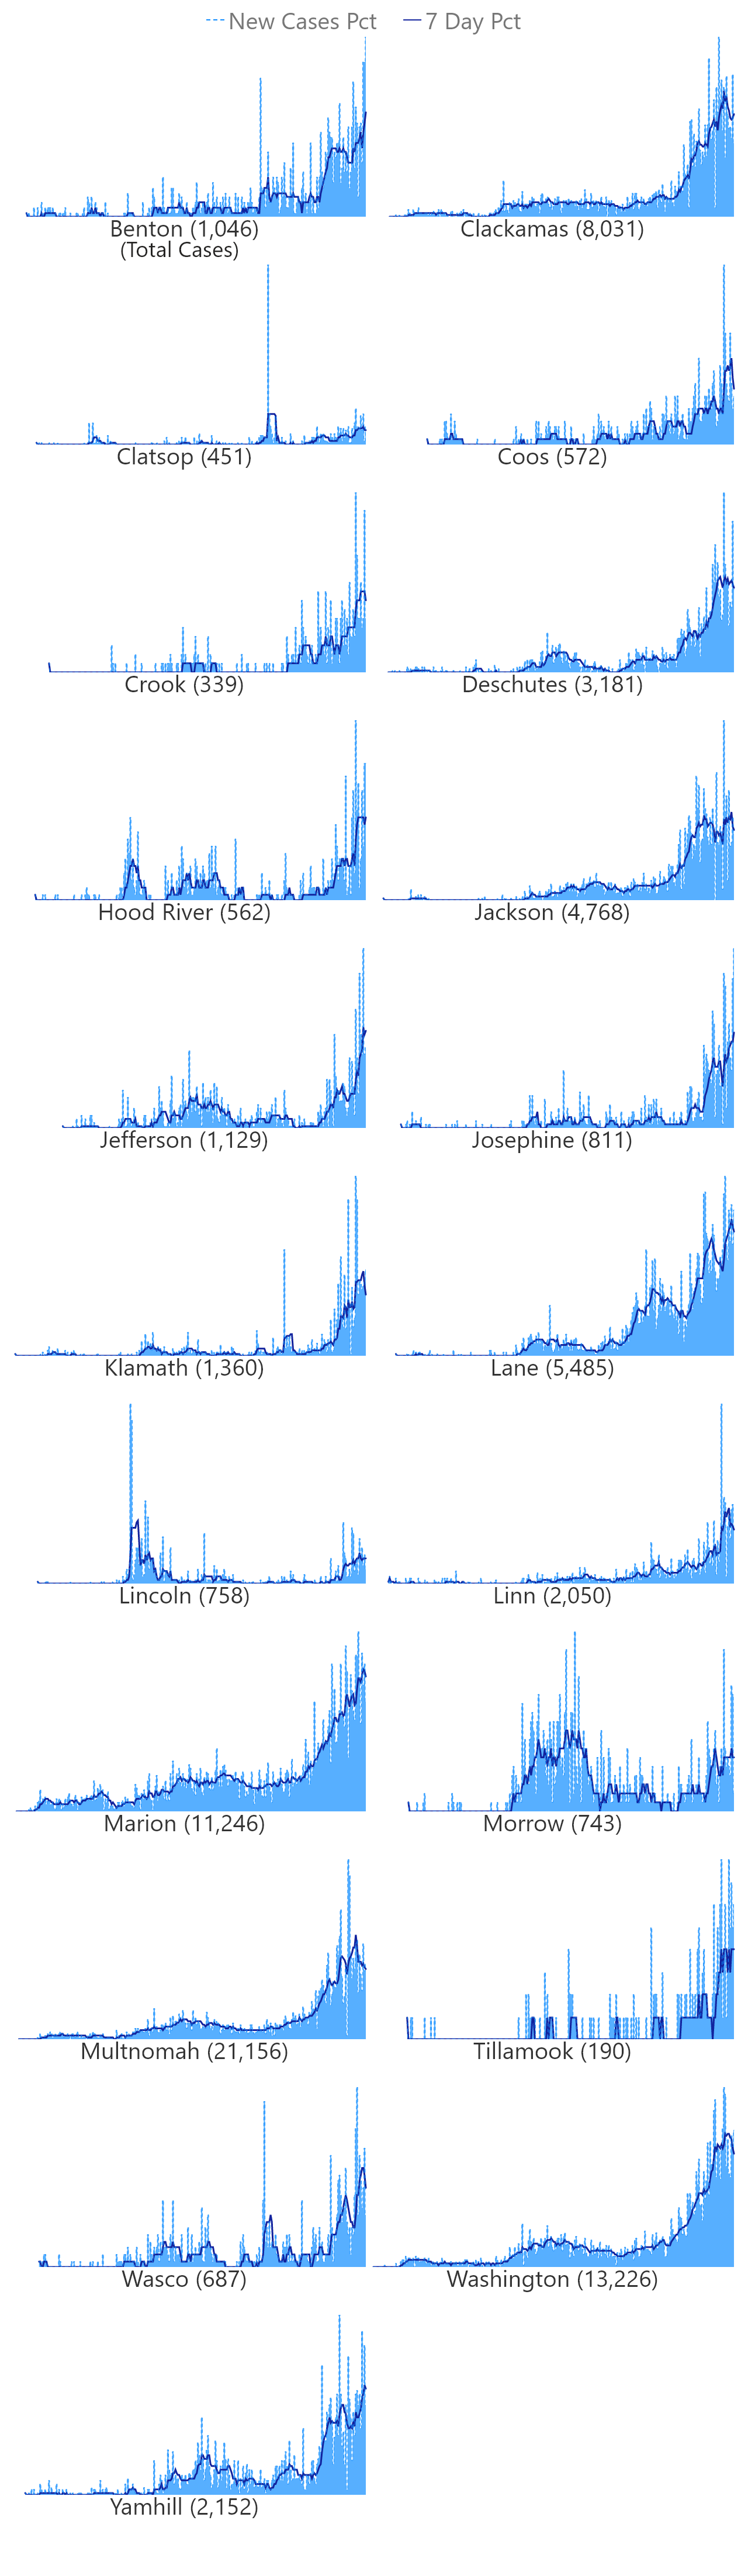 New Cases Pct 7 Day Pct
Benton (1,046) Clackamas (8,031)
(Total Cases)
Clatsop (451) Coos (572)
Crook (339) Deschutes (3,181)
Hood River (562) Jackson (4,768)
Jefferson (1,129) Josephine (811)
Klamath (1,360) Lane (5,485)
Lincoln (758) Linn (2,050)
Marion (11,246) Morrow (743)
Multnomah (21,156) Tillamook (190)
Wasco (687) Washington (13,226)
Yamhill (2,152)